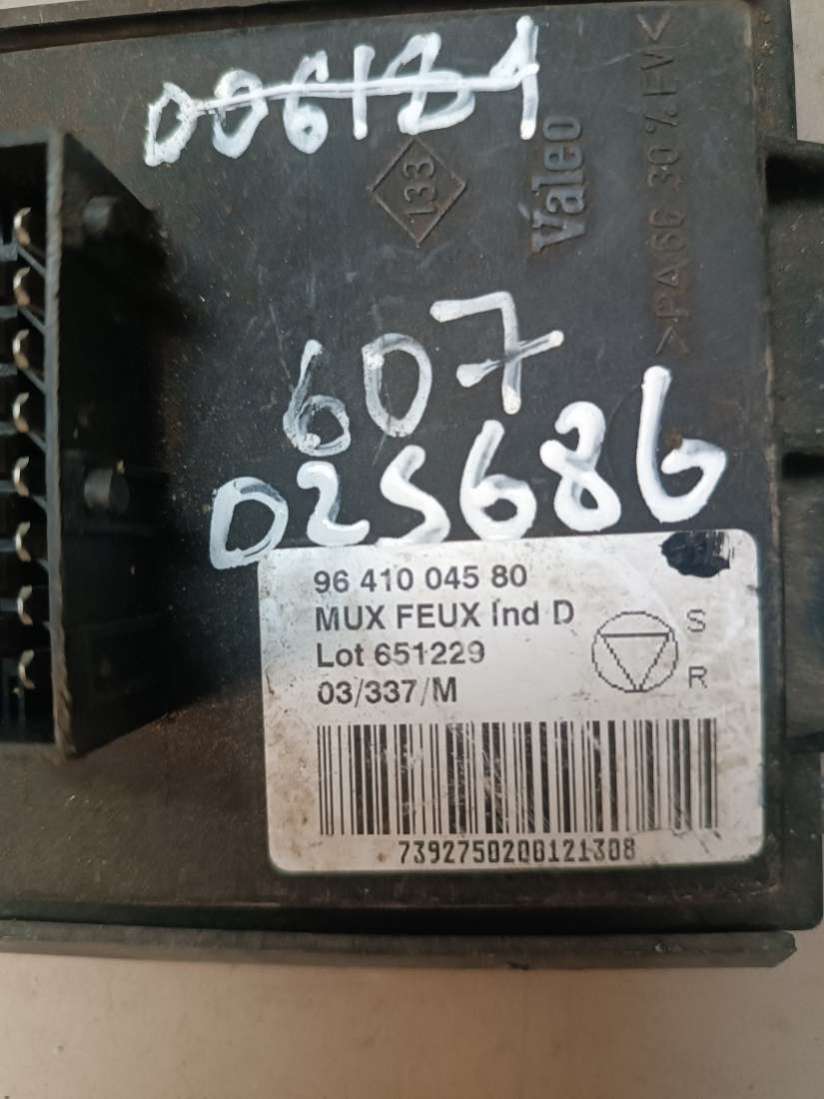 006181
133
Valeo
>PA66 30% FV<
607
025686
96 410 045 80
MUX FEUX Ind D
Lot 651229
03/337/M
S
R
7392750200121308